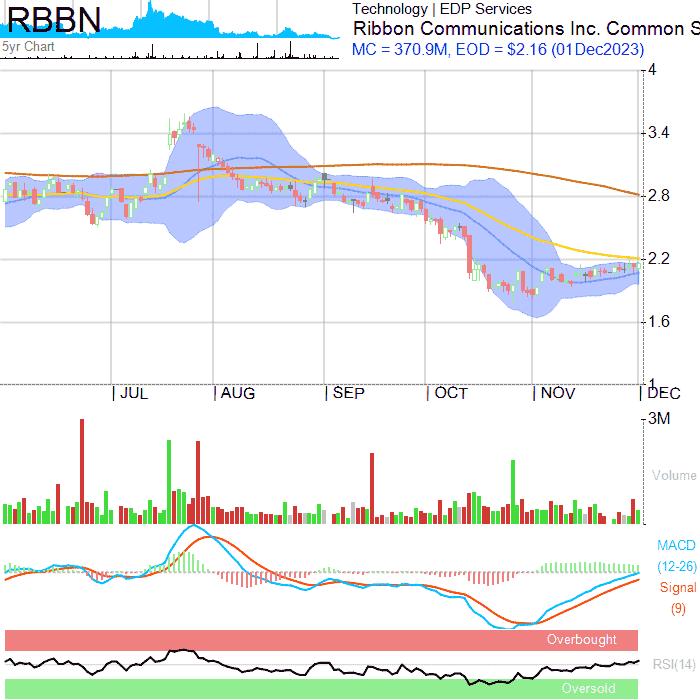 RBBN
5yr Chart
Technology | EDP Services
Ribbon Communications Inc. Common S
MC = 370.9M, EOD = $2.16 (01Dec2023)
4
3.4
2.8
2.2
1.6
1
JUL AUG SEP OCT NOV DEC
3M
Volume
MACD
(12-26)
Signal
(9)
Overbought
RSI(14)
Oversold